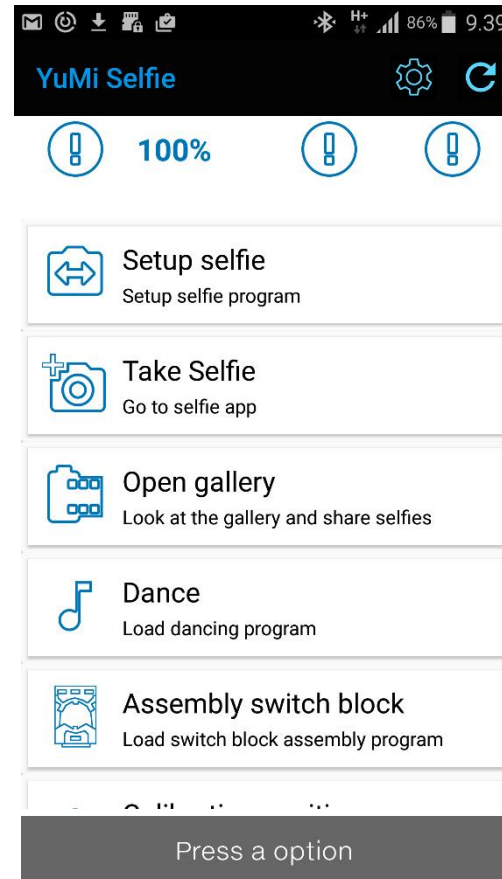 H+ 86% 9.39
YuMi Selfie
100%
Setup selfie
Setup selfie program
Take Selfie
Go to selfie app
Open gallery
Look at the gallery and share selfies
Dance
Load dancing program
Assembly switch block
Load switch block assembly program
Press a option